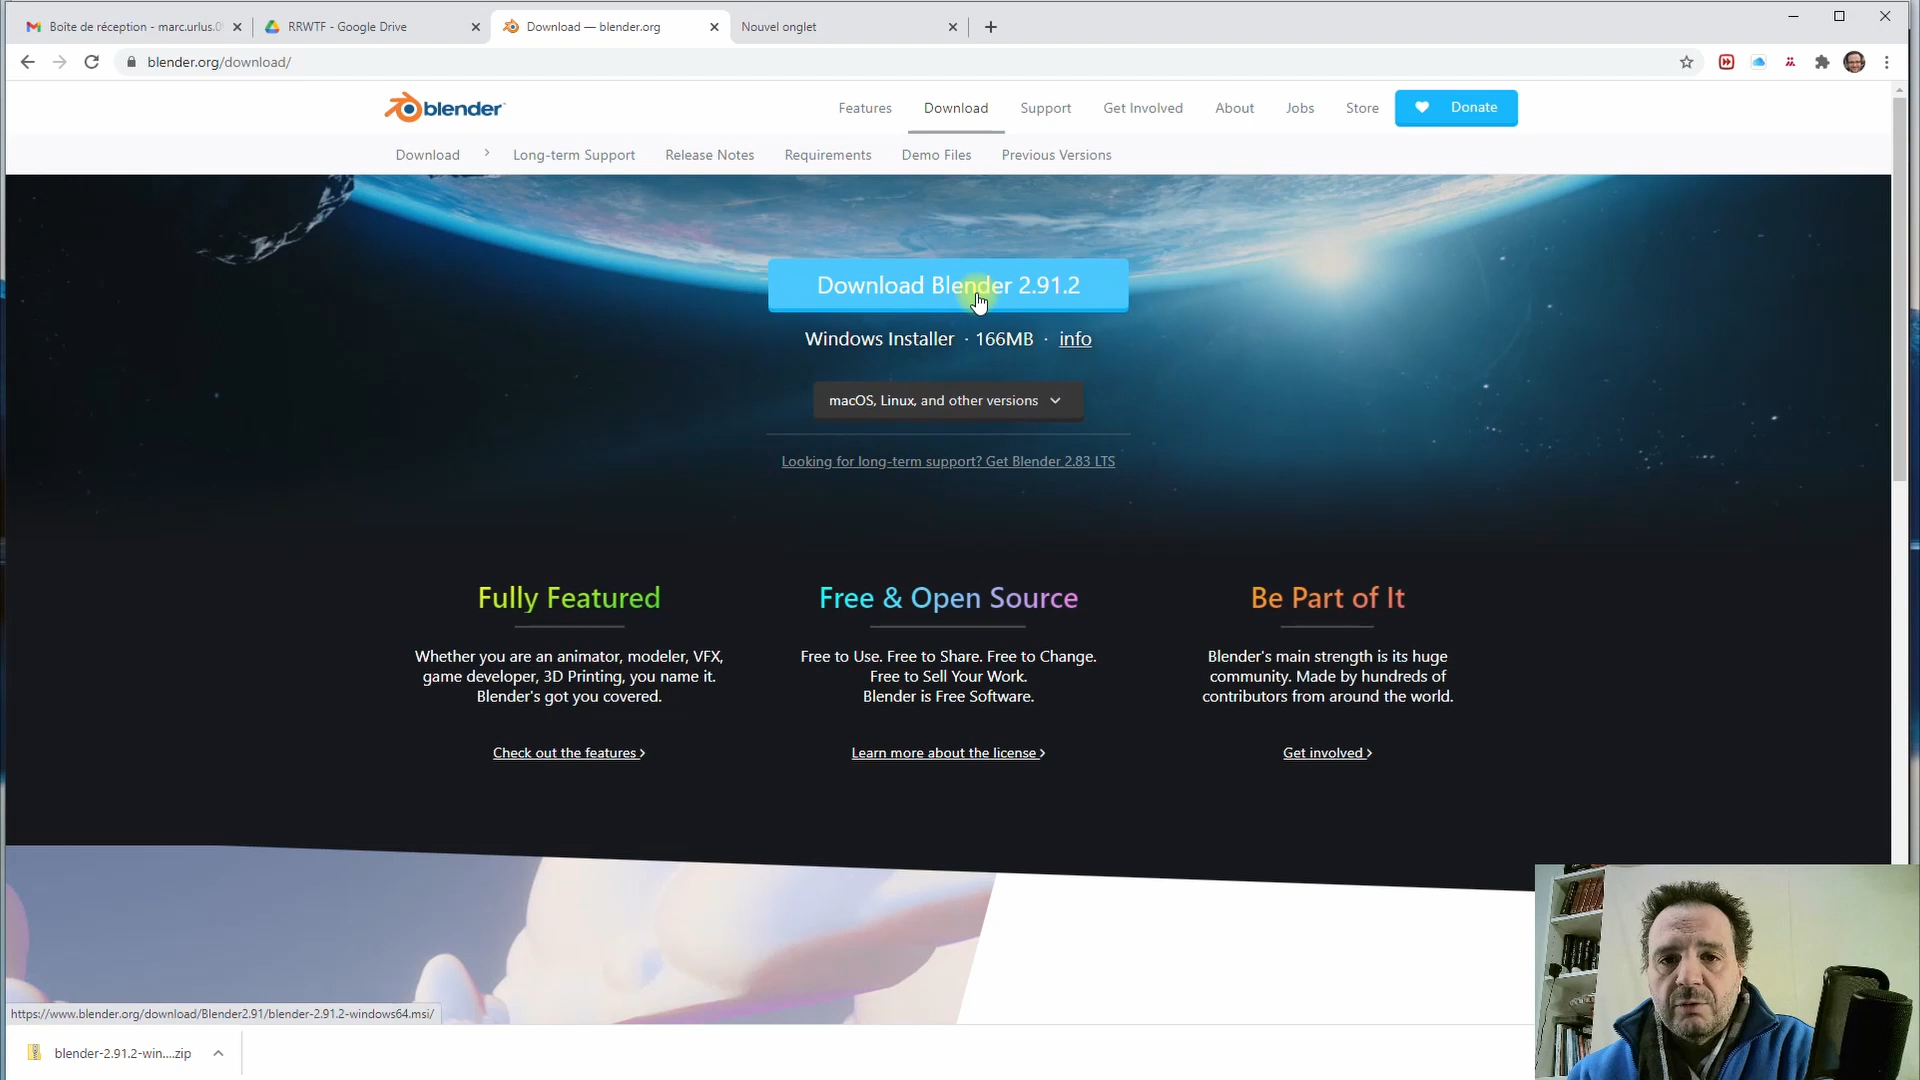 Boîte de réception - marc.urlus.0
RRWTF - Google Drive
Download — blender.org
Nouvel onglet
blender.org/download/
blender
Features
Download
Support
Get Involved
About
Jobs
Store
Donate
Download
Long-term Support
Release Notes
Requirements
Demo Files
Previous Versions
Download Blender 2.91.2
Windows Installer · 166MB · info
macOS, Linux, and other versions
Looking for long-term support? Get Blender 2.83 LTS
Fully Featured
Whether you are an animator, modeler, VFX,
game developer, 3D Printing, you name it.
Blender's got you covered.
Check out the features
Free & Open Source
Free to Use. Free to Share. Free to Change.
Free to Sell Your Work.
Blender is Free Software.
Learn more about the license
Be Part of It
Blender's main strength is its huge
community. Made by hundreds of
contributors from around the world.
Get involved
https://www.blender.org/download/Blender2.91/blender-2.91.2-windows64.msi/
blender-2.91.2-win....zip